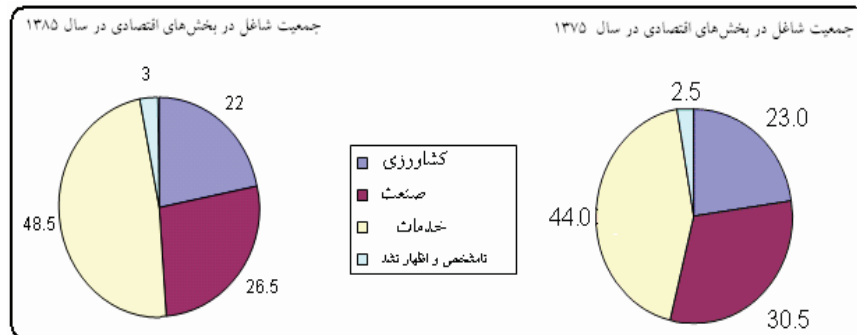 جمعیت شاغل در بخش‌های اقتصادی در سال ۱۳۷۵
2.5
23.0
44.0
30.5
کشاورزی
صنعت
خدمات
نامشخص و اظهار نشد
جمعیت شاغل در بخش‌های اقتصادی در سال ۱۳۸۵
3
22
48.5
26.5